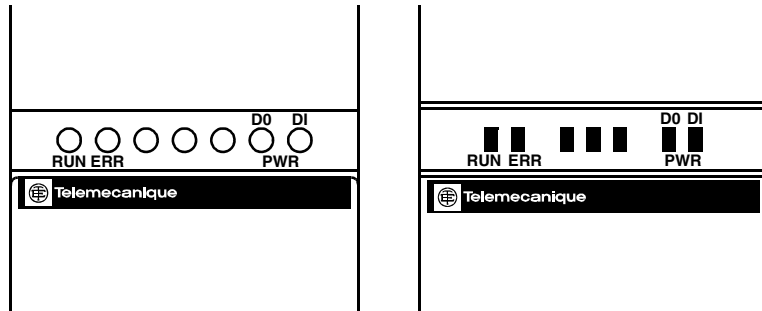 D0 DI
RUN ERR PWR
Telemecanique
D0 DI
RUN ERR PWR
Telemecanique